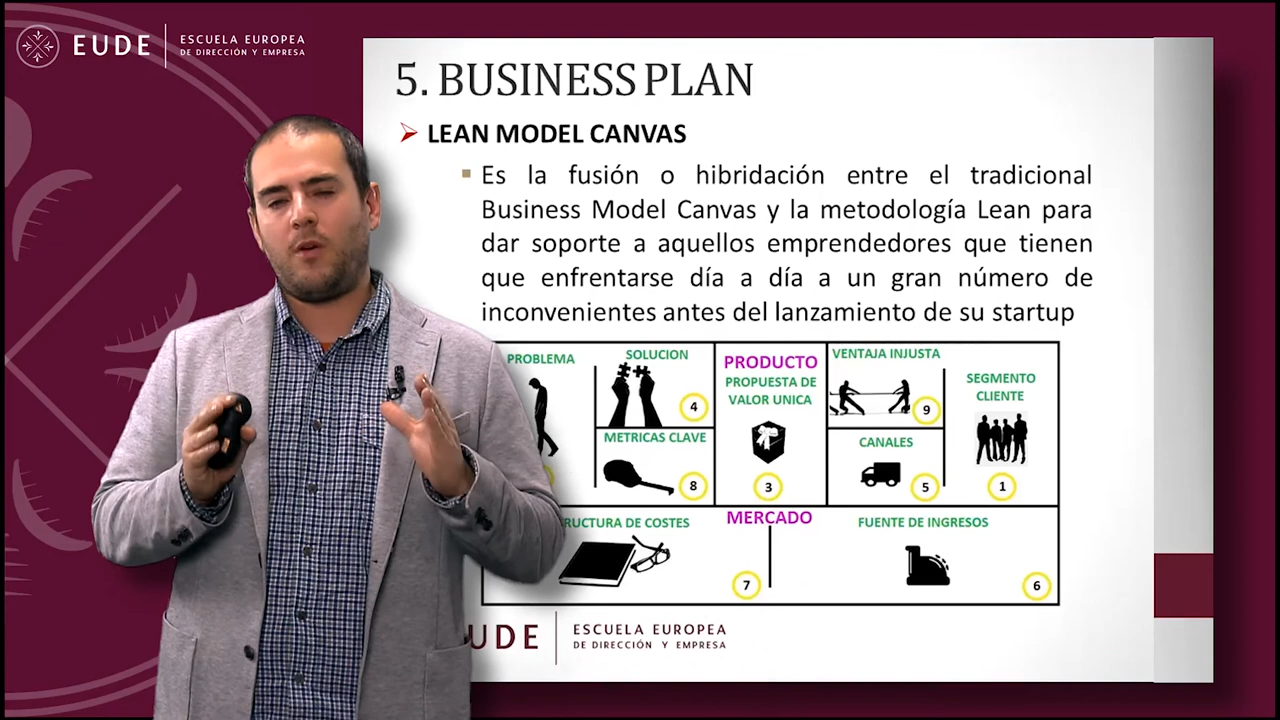 EUDE
ESCUELA EUROPEA
DE DIRECCIÓN Y EMPRESA
5. BUSINESS PLAN
LEAN MODEL CANVAS
Es la fusión o hibridación entre el tradicional
Business Model Canvas y la metodología Lean para
dar soporte a aquellos emprendedores que tienen
que enfrentarse día a día a un gran número de
inconvenientes antes del lanzamiento de su startup
PROBLEMA
SOLUCION
4
METRICAS CLAVE
8
PRODUCTO
PROPUESTA DE
VALOR UNICA
3
VENTAJA INJUSTA
9
CANALES
5
SEGMENTO
CLIENTE
1
RUCTURA DE COSTES
7
MERCADO
FUENTE DE INGRESOS
6
UDE
ESCUELA EUROPEA
DE DIRECCIÓN Y EMPRESA